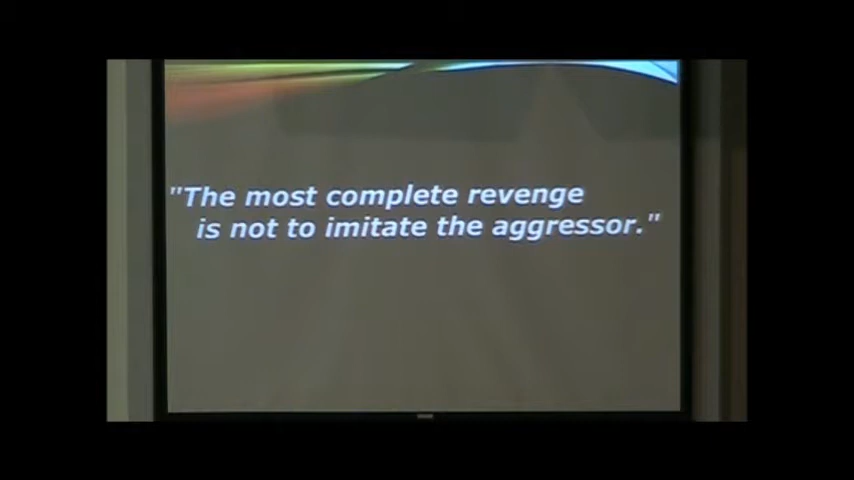 "The most complete revenge
is not to imitate the aggressor."